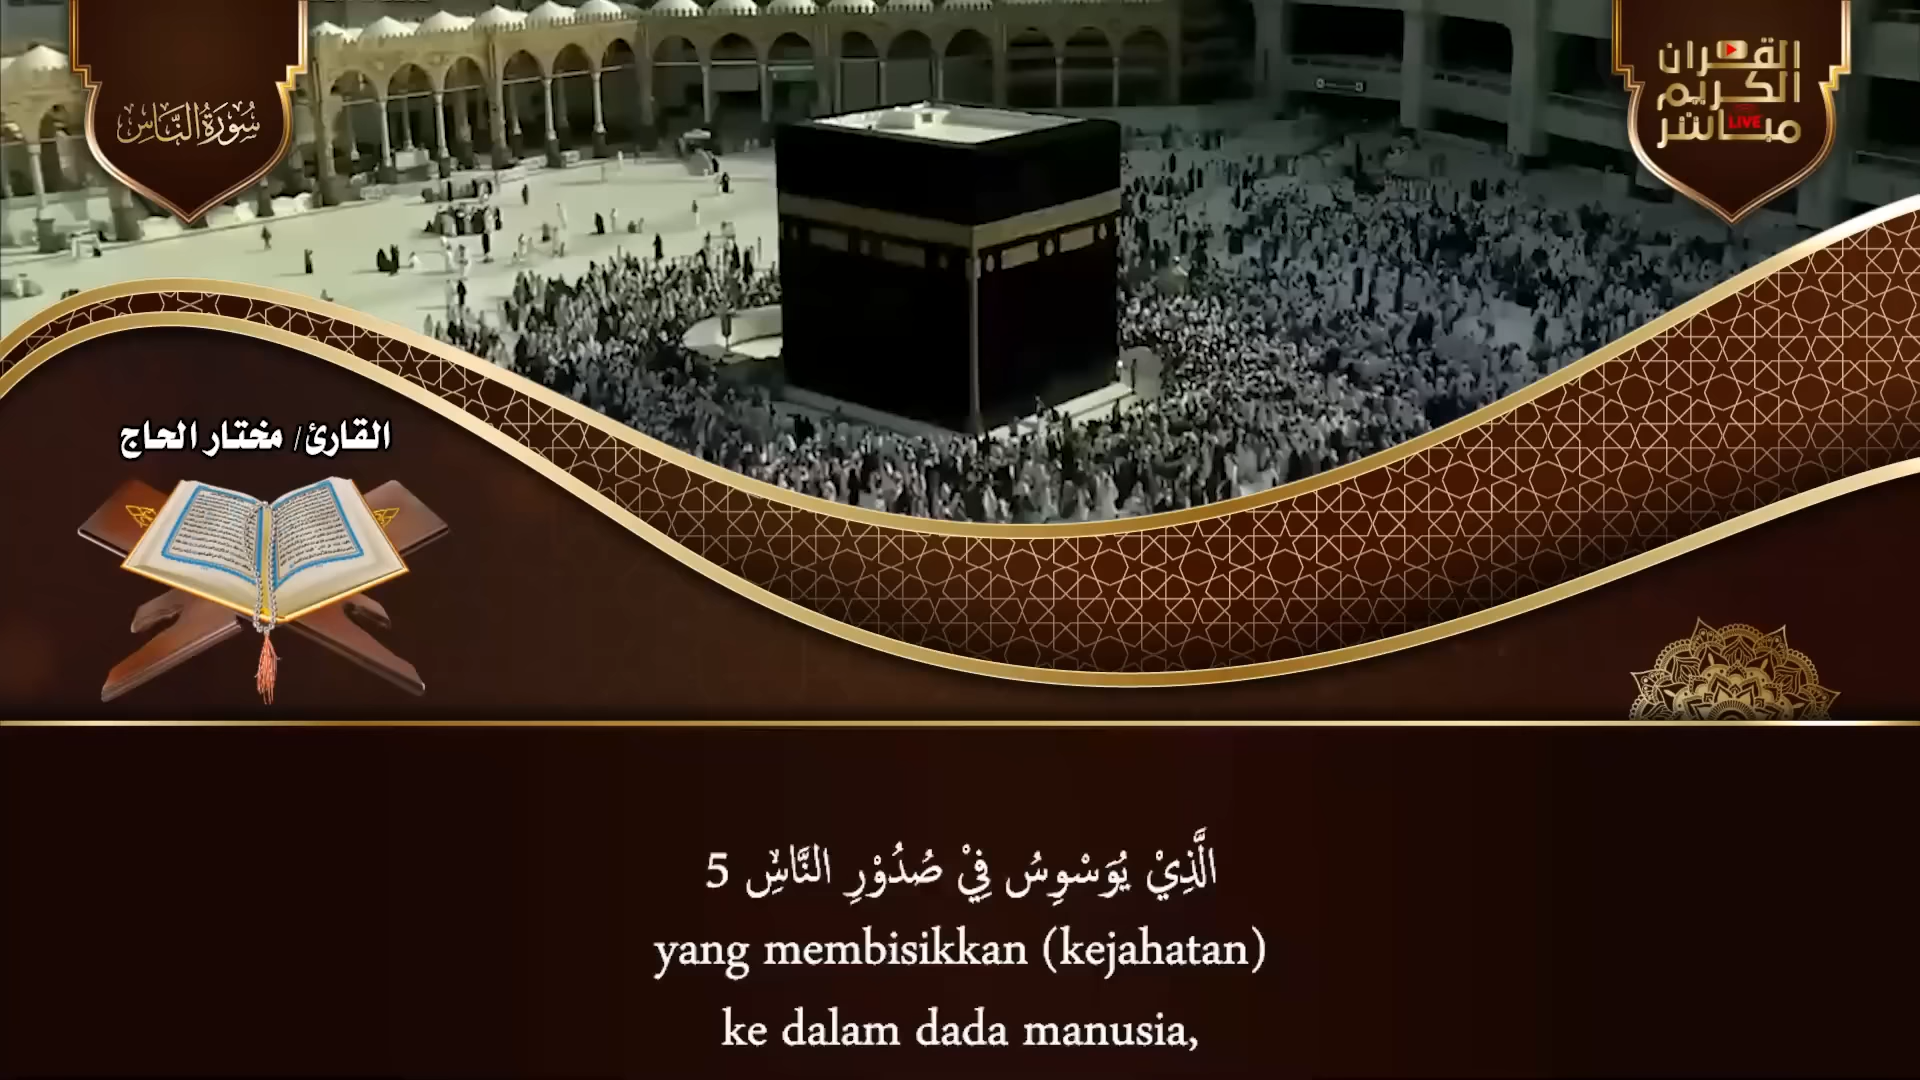 سُورَةُ النَّاسِ
القرآن
الكريم
مباشر
LIVE
القارئ/ مختار الحاج
الَّذِيْ يُوَسْوِسُ فِيْ صُدُوْرِ النَّاسِۙ 5
yang membisikkan (kejahatan)
ke dalam dada manusia,